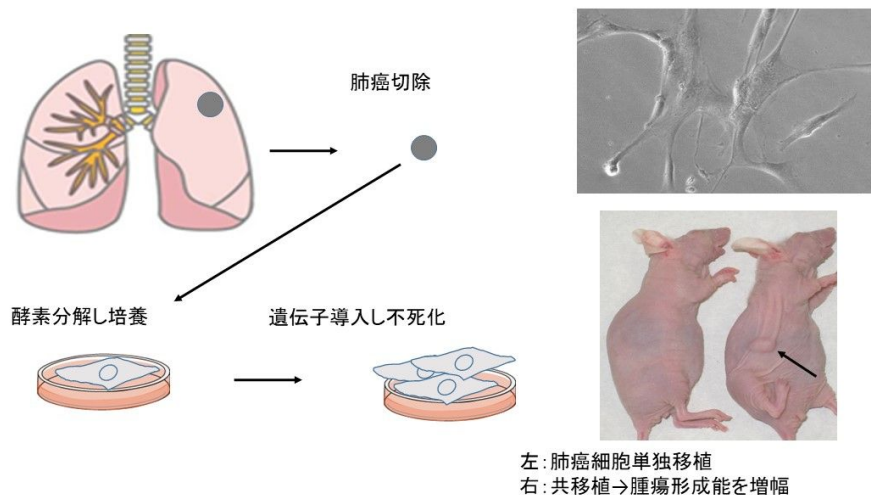 肺癌切除
酵素分解し培養
遺伝子導入し不死化
左：肺癌細胞単独移植
右：共移植→腫瘍形成能を増幅